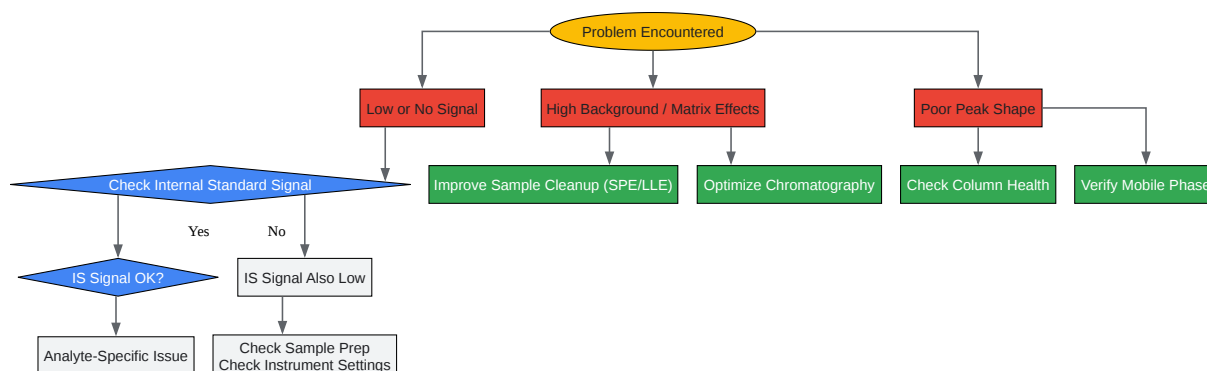 Problem Encountered
Low or No Signal
High Background / Matrix Effects
Poor Peak Shape
Check Internal Standard Signal
Improve Sample Cleanup (SPE/LLE)
Optimize Chromatography
Check Column Health
Verify Mobile Phase
Yes
No
IS Signal OK?
IS Signal Also Low
Analyte-Specific Issue
Check Sample Prep
Check Instrument Settings